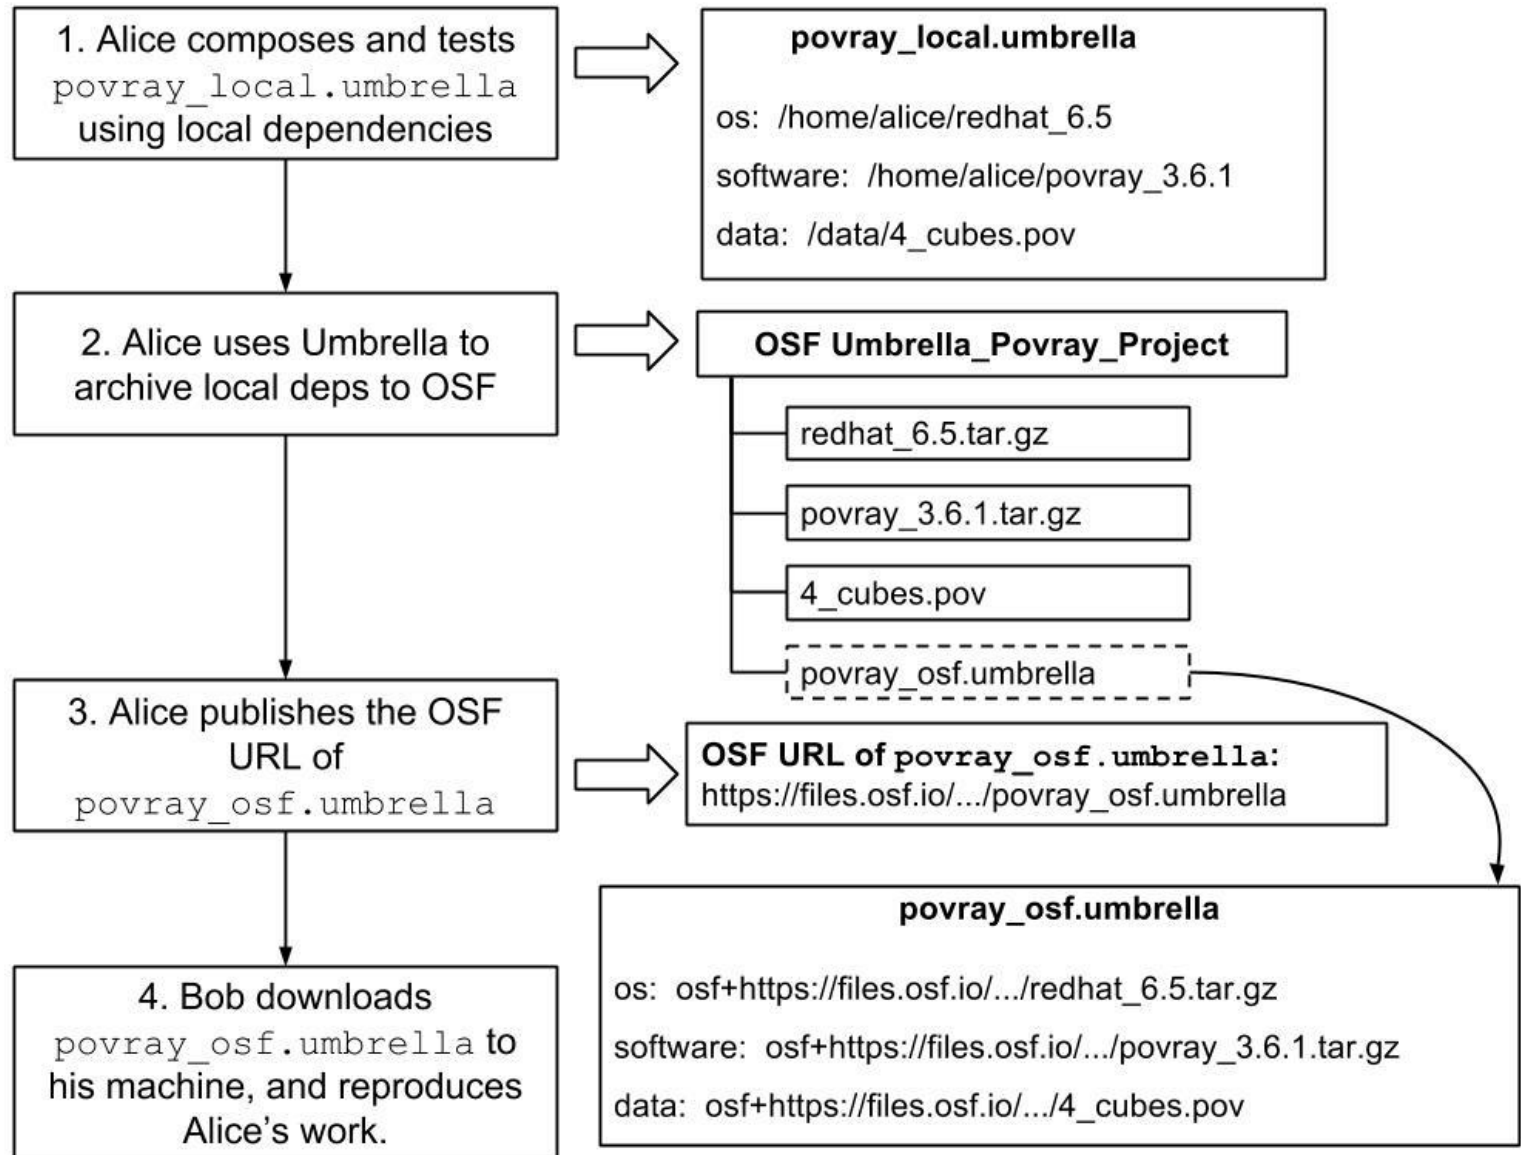 1. Alice composes and tests
povray_local.umbrella
using local dependencies
povray_local.umbrella
os: /home/alice/redhat_6.5
software: /home/alice/povray_3.6.1
data: /data/4_cubes.pov
2. Alice uses Umbrella to
archive local deps to OSF
OSF Umbrella_Povray_Project
redhat_6.5.tar.gz
povray_3.6.1.tar.gz
4_cubes.pov
povray_osf.umbrella
3. Alice publishes the OSF
URL of
povray_osf.umbrella
OSF URL of povray_osf.umbrella:
https://files.osf.io/.../povray_osf.umbrella
4. Bob downloads
povray_osf.umbrella to
his machine, and reproduces
Alice's work.
povray_osf.umbrella
os: osf+https://files.osf.io/.../redhat_6.5.tar.gz
software: osf+https://files.osf.io/.../povray_3.6.1.tar.gz
data: osf+https://files.osf.io/.../4_cubes.pov